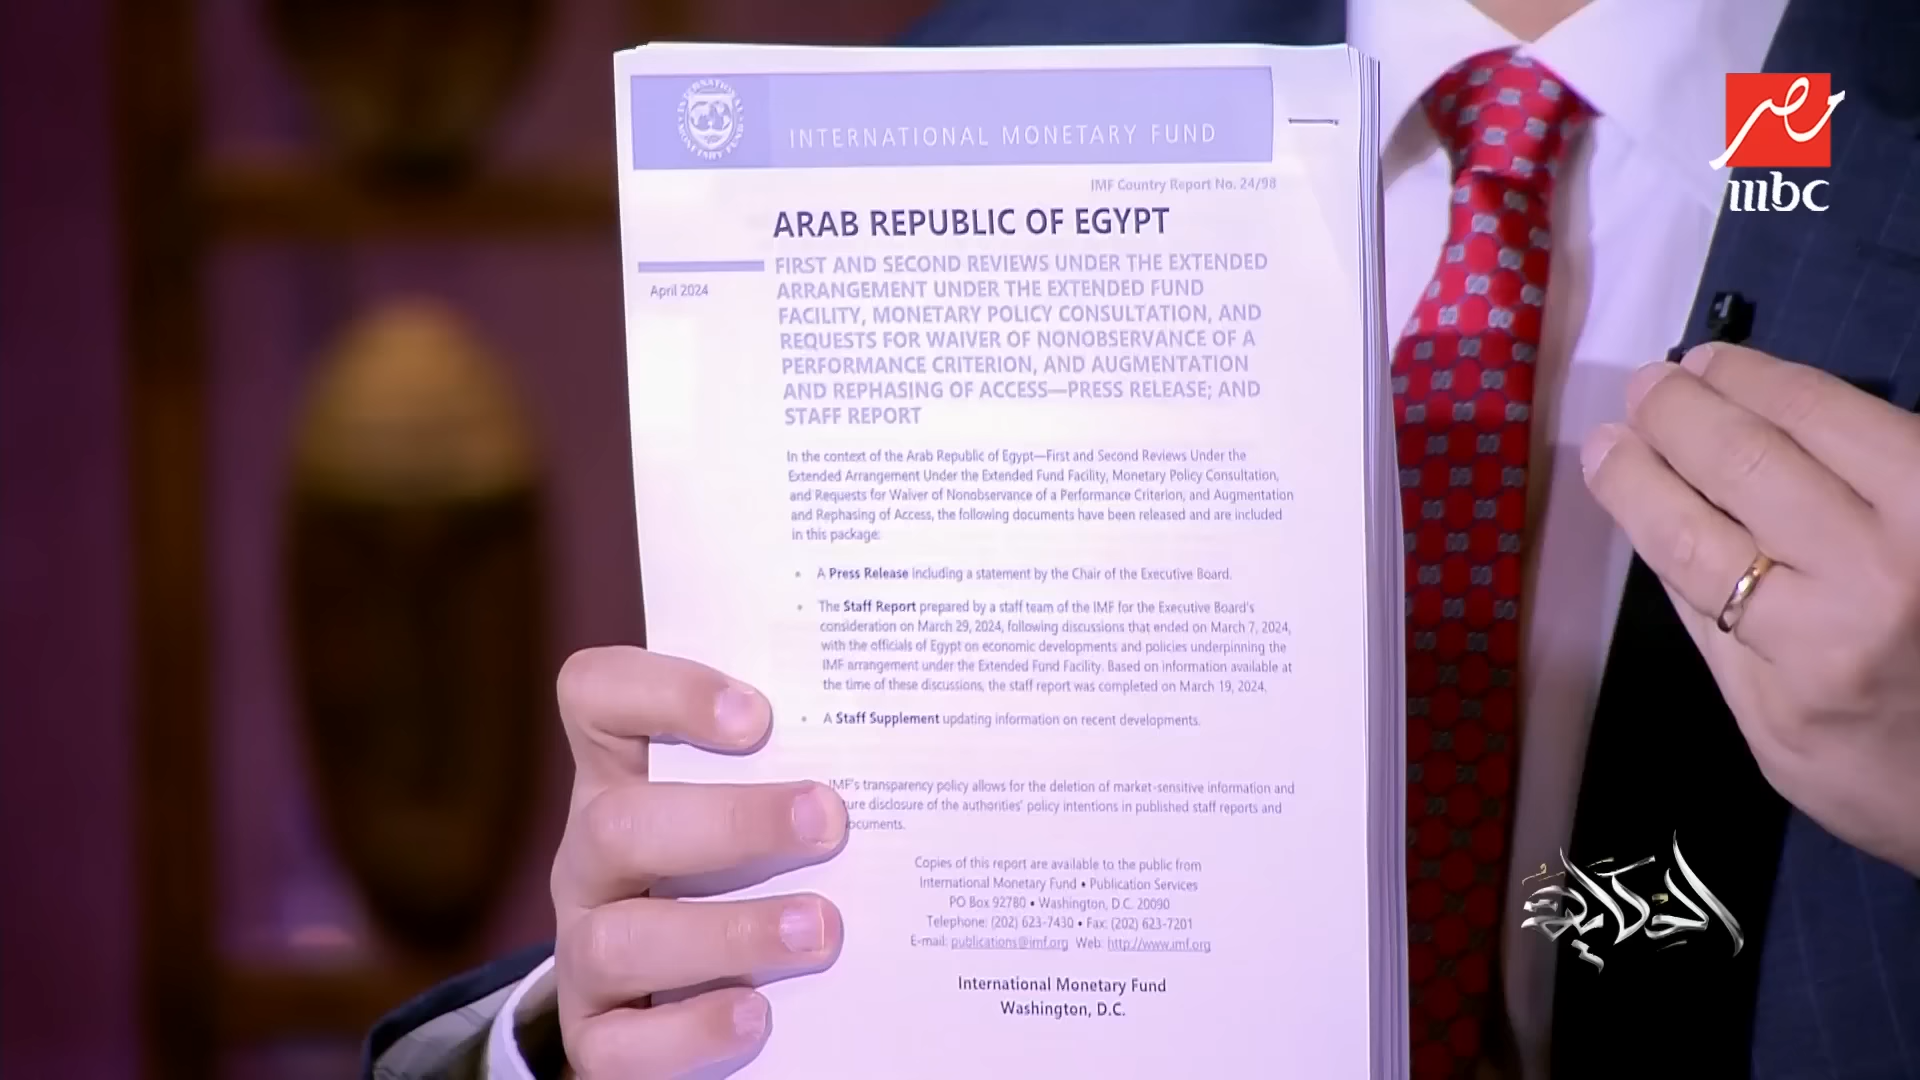 INTERNATIONAL MONETARY FUND
IMF Country Report No. 24/98
ARAB REPUBLIC OF EGYPT
April 2024
FIRST AND SECOND REVIEWS UNDER THE EXTENDED
ARRANGEMENT UNDER THE EXTENDED FUND
FACILITY, MONETARY POLICY CONSULTATION, AND
REQUESTS FOR WAIVER OF NONOBSERVANCE OF A
PERFORMANCE CRITERION, AND AUGMENTATION
AND REPHASING OF ACCESS—PRESS RELEASE; AND
STAFF REPORT
In the context of the Arab Republic of Egypt—First and Second Reviews Under the
Extended Arrangement Under the Extended Fund Facility, Monetary Policy Consultation,
and Requests for Waiver of Nonobservance of a Performance Criterion, and Augmentation
and Rephasing of Access, the following documents have been released and are included
in this package:
• A Press Release including a statement by the Chair of the Executive Board.
• The Staff Report prepared by a staff team of the IMF for the Executive Board's
consideration on March 29, 2024, following discussions that ended on March 7, 2024,
with the officials of Egypt on economic developments and policies underpinning the
IMF arrangement under the Extended Fund Facility. Based on information available at
the time of these discussions, the staff report was completed on March 19, 2024.
• A Staff Supplement updating information on recent developments.
IMF's transparency policy allows for the deletion of market-sensitive information and
disclosure of the authorities' policy intentions in published staff reports and
Copies of this report are available to the public from
International Monetary Fund • Publication Services
PO Box 92780 • Washington, D.C. 20090
Telephone: (202) 623-7430 • Fax: (202) 623-7201
E-mail: publications@imf.org Web: http://www.imf.org
International Monetary Fund
Washington, D.C.
مصر
mbc
الحكاية